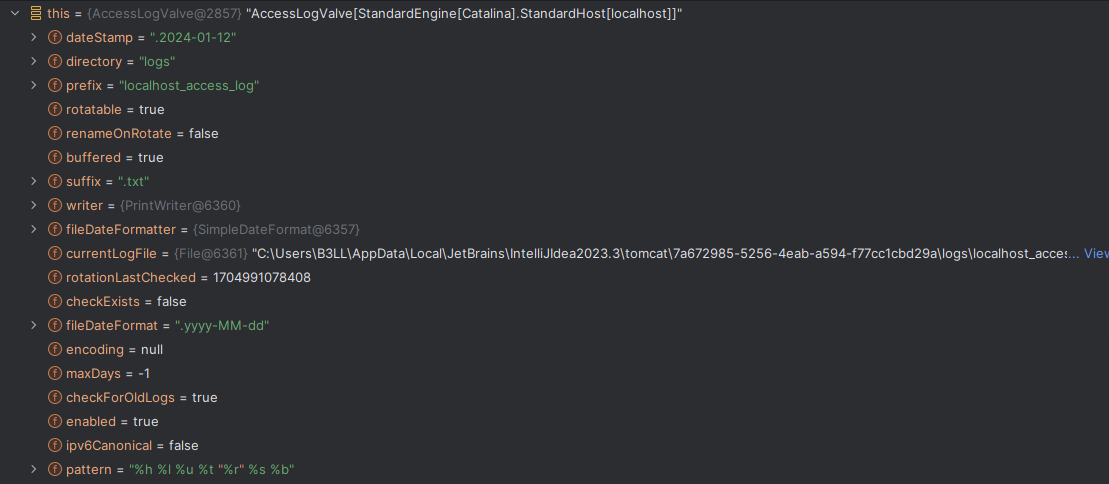 this = {AccessLogValve@2857} "AccessLogValve[StandardEngine[Catalina].StandardHost[localhost]]"
f dateStamp = ".2024-01-12"
f directory = "logs"
f prefix = "localhost_access_log"
f rotatable = true
f renameOnRotate = false
f buffered = true
f suffix = ".txt"
f writer = {PrintWriter@6360}
f fileDateFormatter = {SimpleDateFormat@6357}
f currentLogFile = {File@6361} "C:\Users\B3LL\AppData\Local\JetBrains\IntelliJIdea2023.3\tomcat\7a672985-5256-4eab-a594-f77cc1cbd29a\logs\localhost_acces... View
f rotationLastChecked = 1704991078408
f checkExists = false
f fileDateFormat = ".yyyy-MM-dd"
f encoding = null
f maxDays = -1
f checkForOldLogs = true
f enabled = true
f ipv6Canonical = false
f pattern = "%h %l %u %t "%r" %s %b"